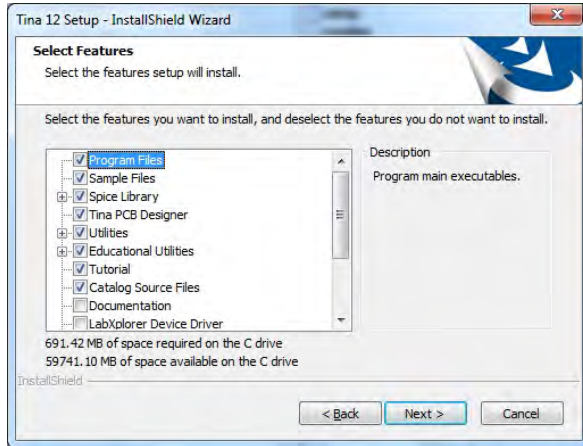 Tina 12 Setup - InstallShield Wizard
Select Features
Select the features setup will install.
Select the features you want to install, and deselect the features you do not want to install.
Program Files
Sample Files
Spice Library
Tina PCB Designer
Utilities
Educational Utilities
Tutorial
Catalog Source Files
Documentation
LabXplorer Device Driver
Description
Program main executables.
691.42 MB of space required on the C drive
59741.10 MB of space available on the C drive
InstallShield
< Back
Next >
Cancel